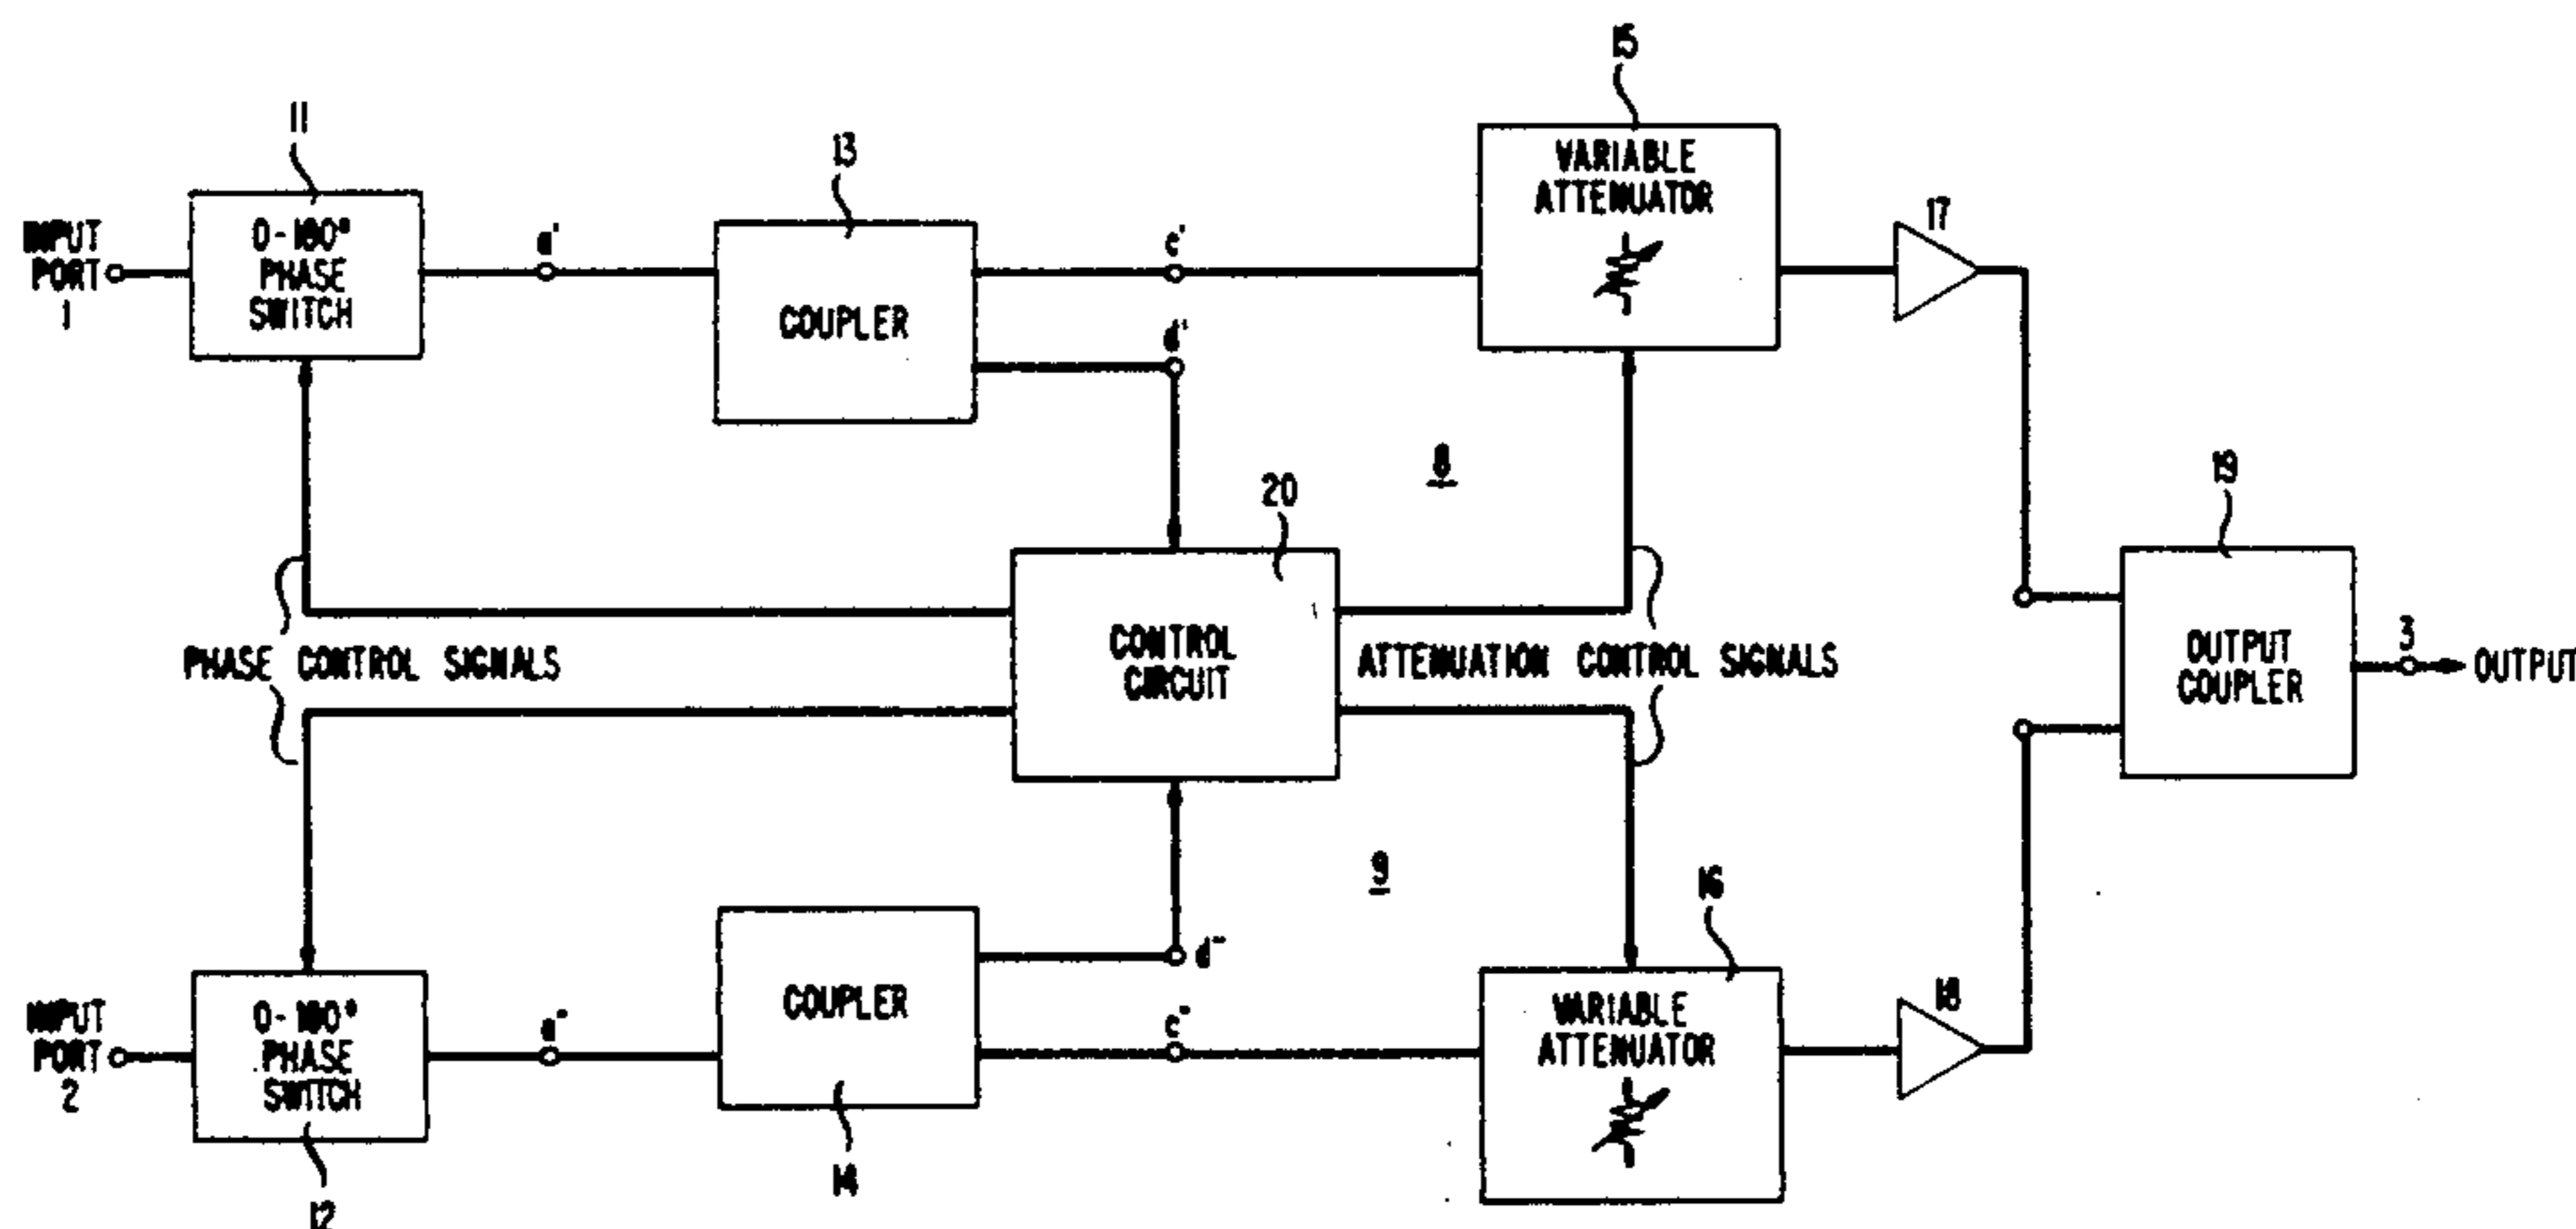 15
11
13
VARIABLE
ATTENUATOR
17
INPUT
PORT
1
0-180°
PHASE
SWITCH
a'
c'
COUPLER
d'
8
20
19
CONTROL
CIRCUIT
PHASE CONTROL SIGNALS
ATTENUATION CONTROL SIGNALS
OUTPUT
COUPLER
3
OUTPUT
9
16
d"
INPUT
PORT
2
0-180°
PHASE
SWITCH
a"
COUPLER
c"
VARIABLE
ATTENUATOR
18
14
12